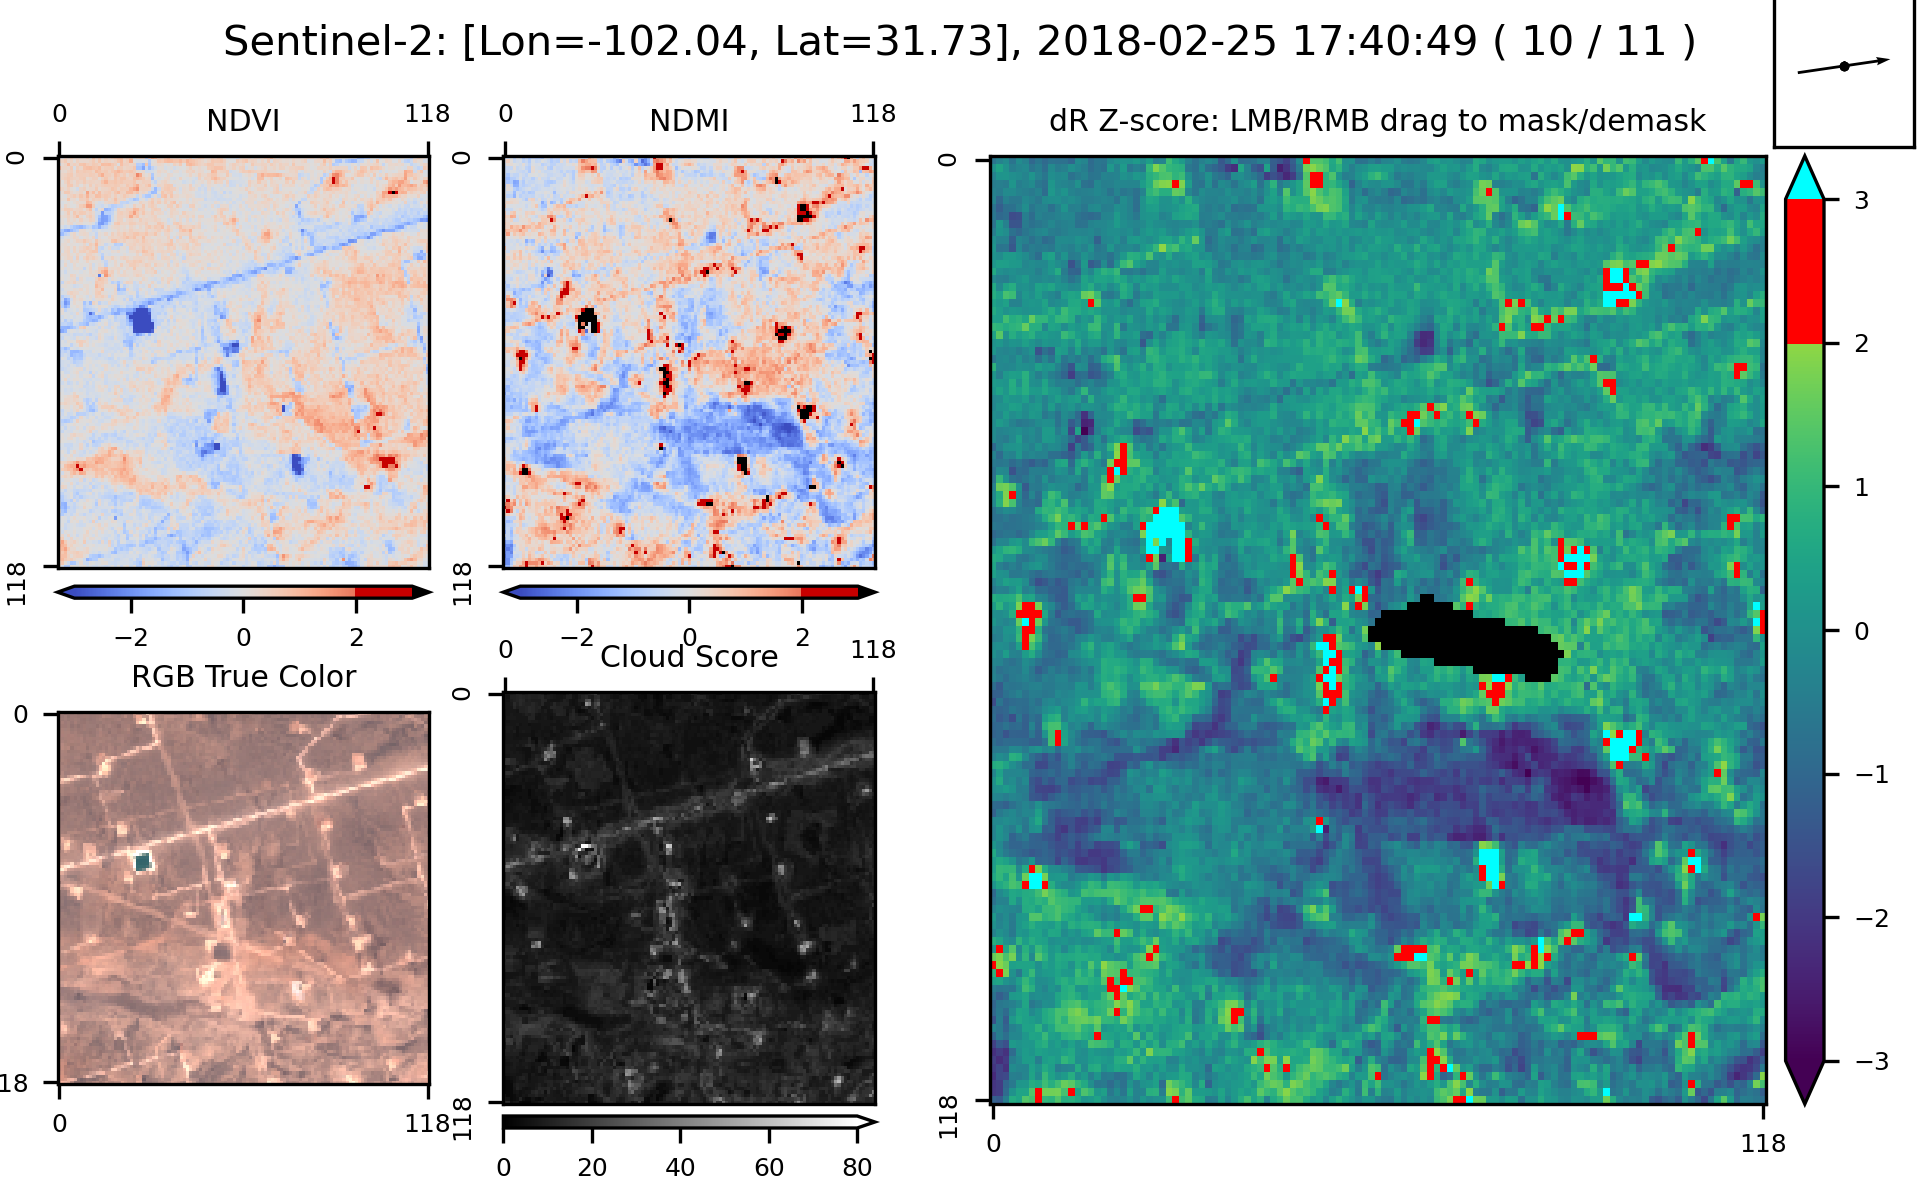 Sentinel-2: [Lon=-102.04, Lat=31.73], 2018-02-25 17:40:49 ( 10 / 11 )
0 118 0 118
NDVI NDMI dR Z-score: LMB/RMB drag to mask/demask
0 0 0
3
2
1
0
−1
−2
−3
118 118
−2 0 2 −2 0 2
0 118
RGB True Color Cloud Score
0 0
18 118 118
0 118 0 118
0 20 40 60 80